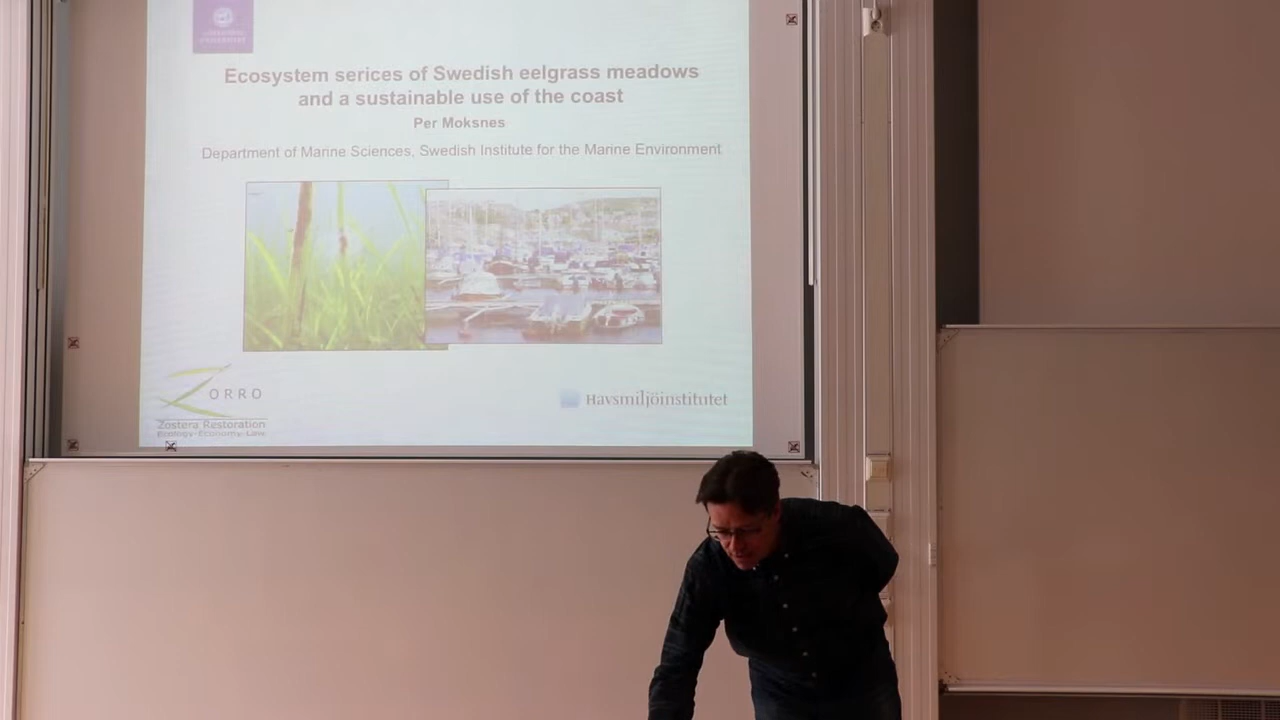 Ecosystem serices of Swedish eelgrass meadows
and a sustainable use of the coast
Per Moksnes
Department of Marine Sciences, Swedish Institute for the Marine Environment
ORRO
Zostera Restoration
Ecology-Economy-Law
Havsmiljöinstitutet